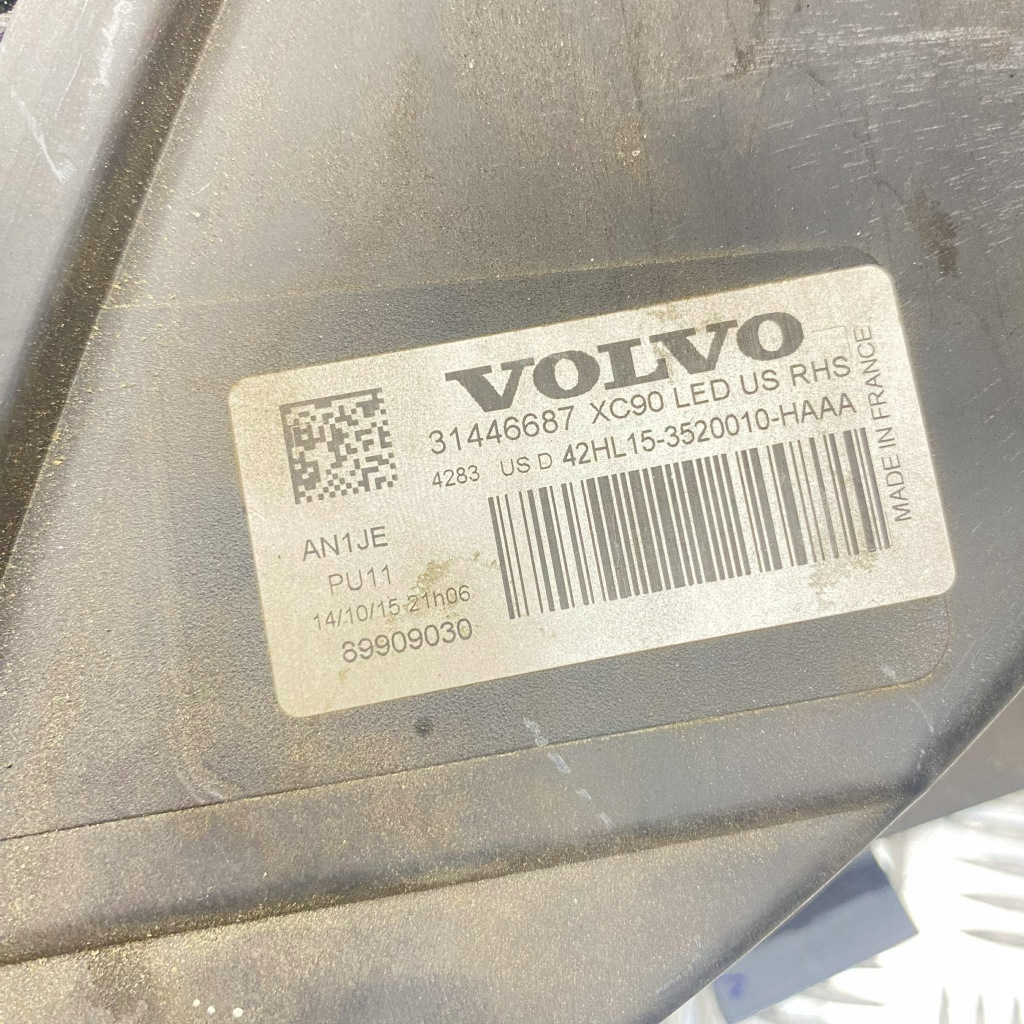 VOLVO
31446687 XC90 LED US RHS
4283 US D 42HL15-3520010-HAAA
MADE IN FRANCE
AN1JE
PU11
14/10/15 21h06
89909030